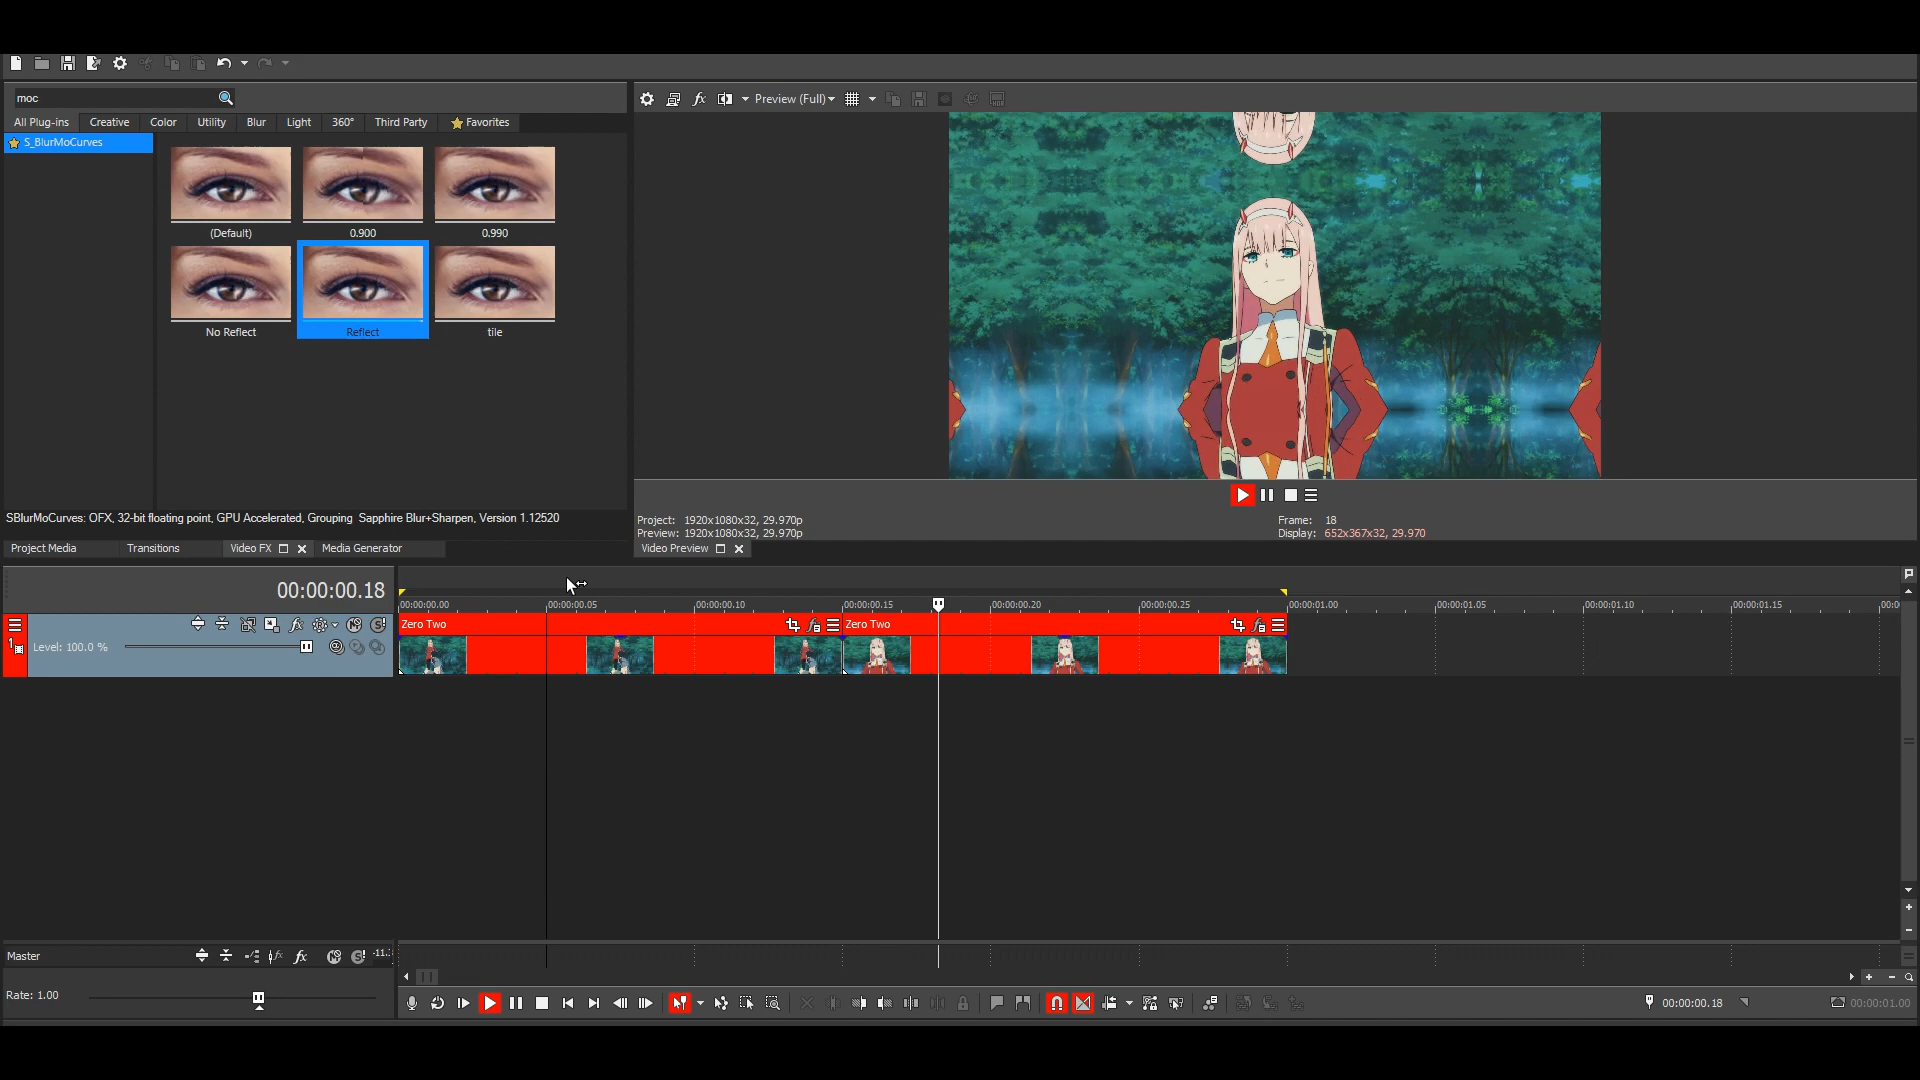 moc
Preview (Full)
All Plug-ins Creative Color Utility Blur Light 360° Third Party Favorites
S_BlurMoCurves
(Default) 0.900 0.990
No Reflect Reflect tile
SBlurMoCurves: OFX, 32-bit floating point, GPU Accelerated, Grouping Sapphire Blur+Sharpen, Version 1.12520
Project: 1920x1080x32, 29.970p
Preview: 1920x1080x32, 29.970p
Frame: 18
Display: 652x367x32, 29.970
Project Media Transitions Video FX Media Generator
Video Preview
00:00:00.18
00:00:00.00 00:00:00.05 00:00:00.10 00:00:00.15 00:00:00.20 00:00:00.25 00:00:01.00 00:00:01.05 00:00:01.10 00:00:01.15 00:00
Zero Two Zero Two
1
Level: 100.0 %
Master
Rate: 1.00
00:00:00.18
00:00:01.00